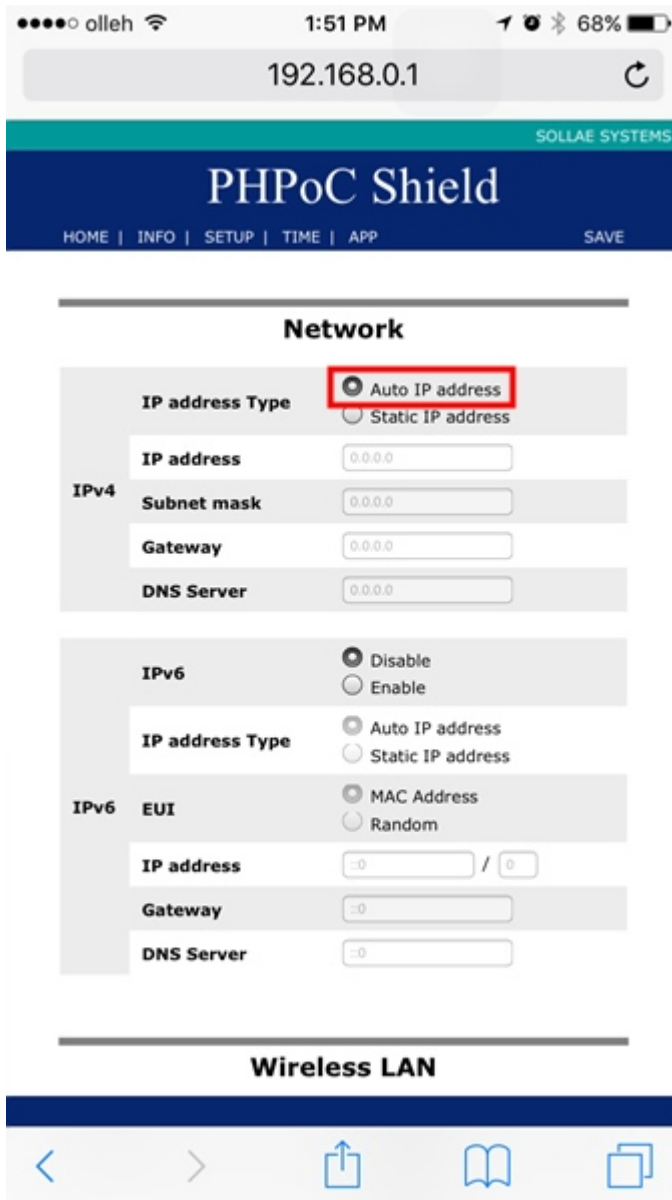 olleh 1:51 PM 68%
192.168.0.1
SOLLAE SYSTEMS
PHPoC Shield
HOME | INFO | SETUP | TIME | APP SAVE
Network
IP address Type Auto IP address
Static IP address
IP address 0.0.0.0
IPv4
Subnet mask 0.0.0.0
Gateway 0.0.0.0
DNS Server 0.0.0.0
IPv6 Disable
Enable
IP address Type Auto IP address
Static IP address
IPv6 EUI MAC Address
Random
IP address ::0 / 0
Gateway ::0
DNS Server ::0
Wireless LAN